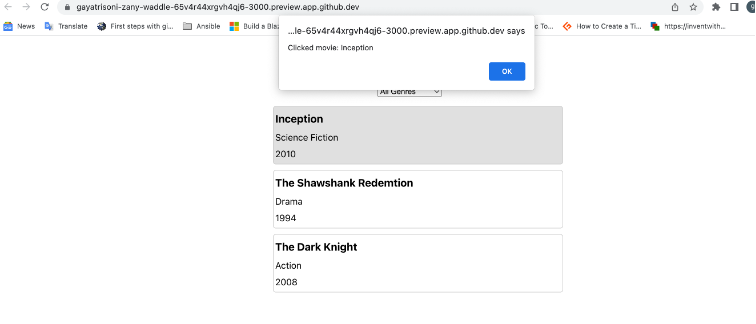 gayatrisoni-zany-waddle-65v4r44xrgvh4qj6-3000.preview.app.github.dev
News
Translate
First steps with gi...
Ansible
Build a Blaz
ic To...
How to Create a Ti...
https://inventwith...
...le-65v4r44xrgvh4qj6-3000.preview.app.github.dev says
Clicked movie: Inception
OK
All Genres
Inception
Science Fiction
2010
The Shawshank Redemtion
Drama
1994
The Dark Knight
Action
2008